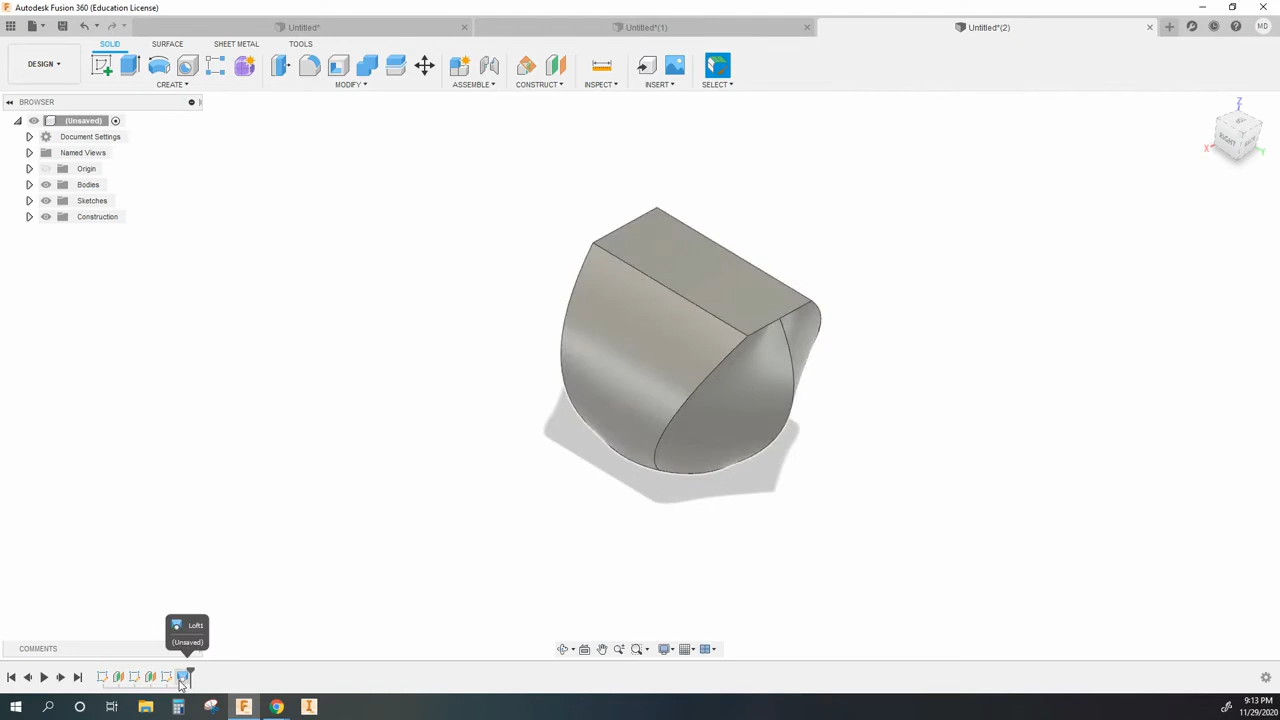 Autodesk Fusion 360 (Education License)
Untitled*
Untitled*(1)
Untitled*(2)
MD
DESIGN
SOLID
SURFACE
SHEET METAL
TOOLS
CREATE
MODIFY
ASSEMBLE
CONSTRUCT
INSPECT
INSERT
SELECT
BROWSER
(Unsaved)
Document Settings
Named Views
Origin
Bodies
Sketches
Construction
Z
RIGHT
X
Y
Loft1
(Unsaved)
COMMENTS
9:13 PM
11/29/2020